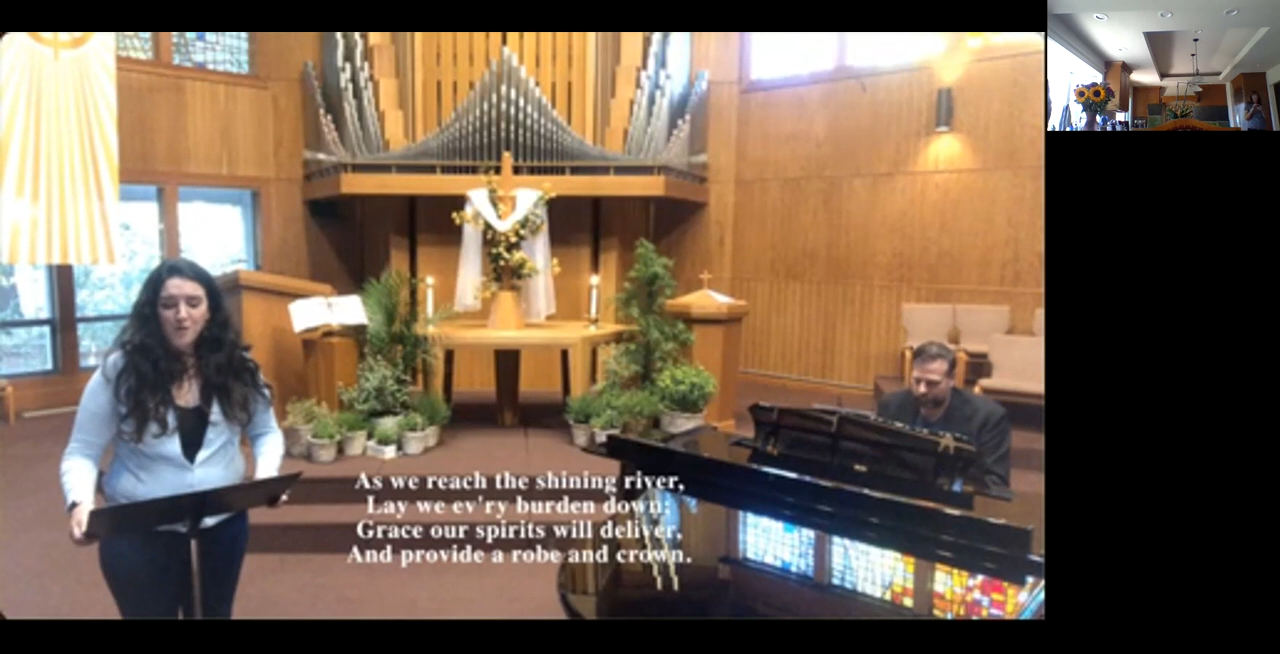 As we reach the shining river,
Lay we ev'ry burden down;
Grace our spirits will deliver,
And provide a robe and crown.